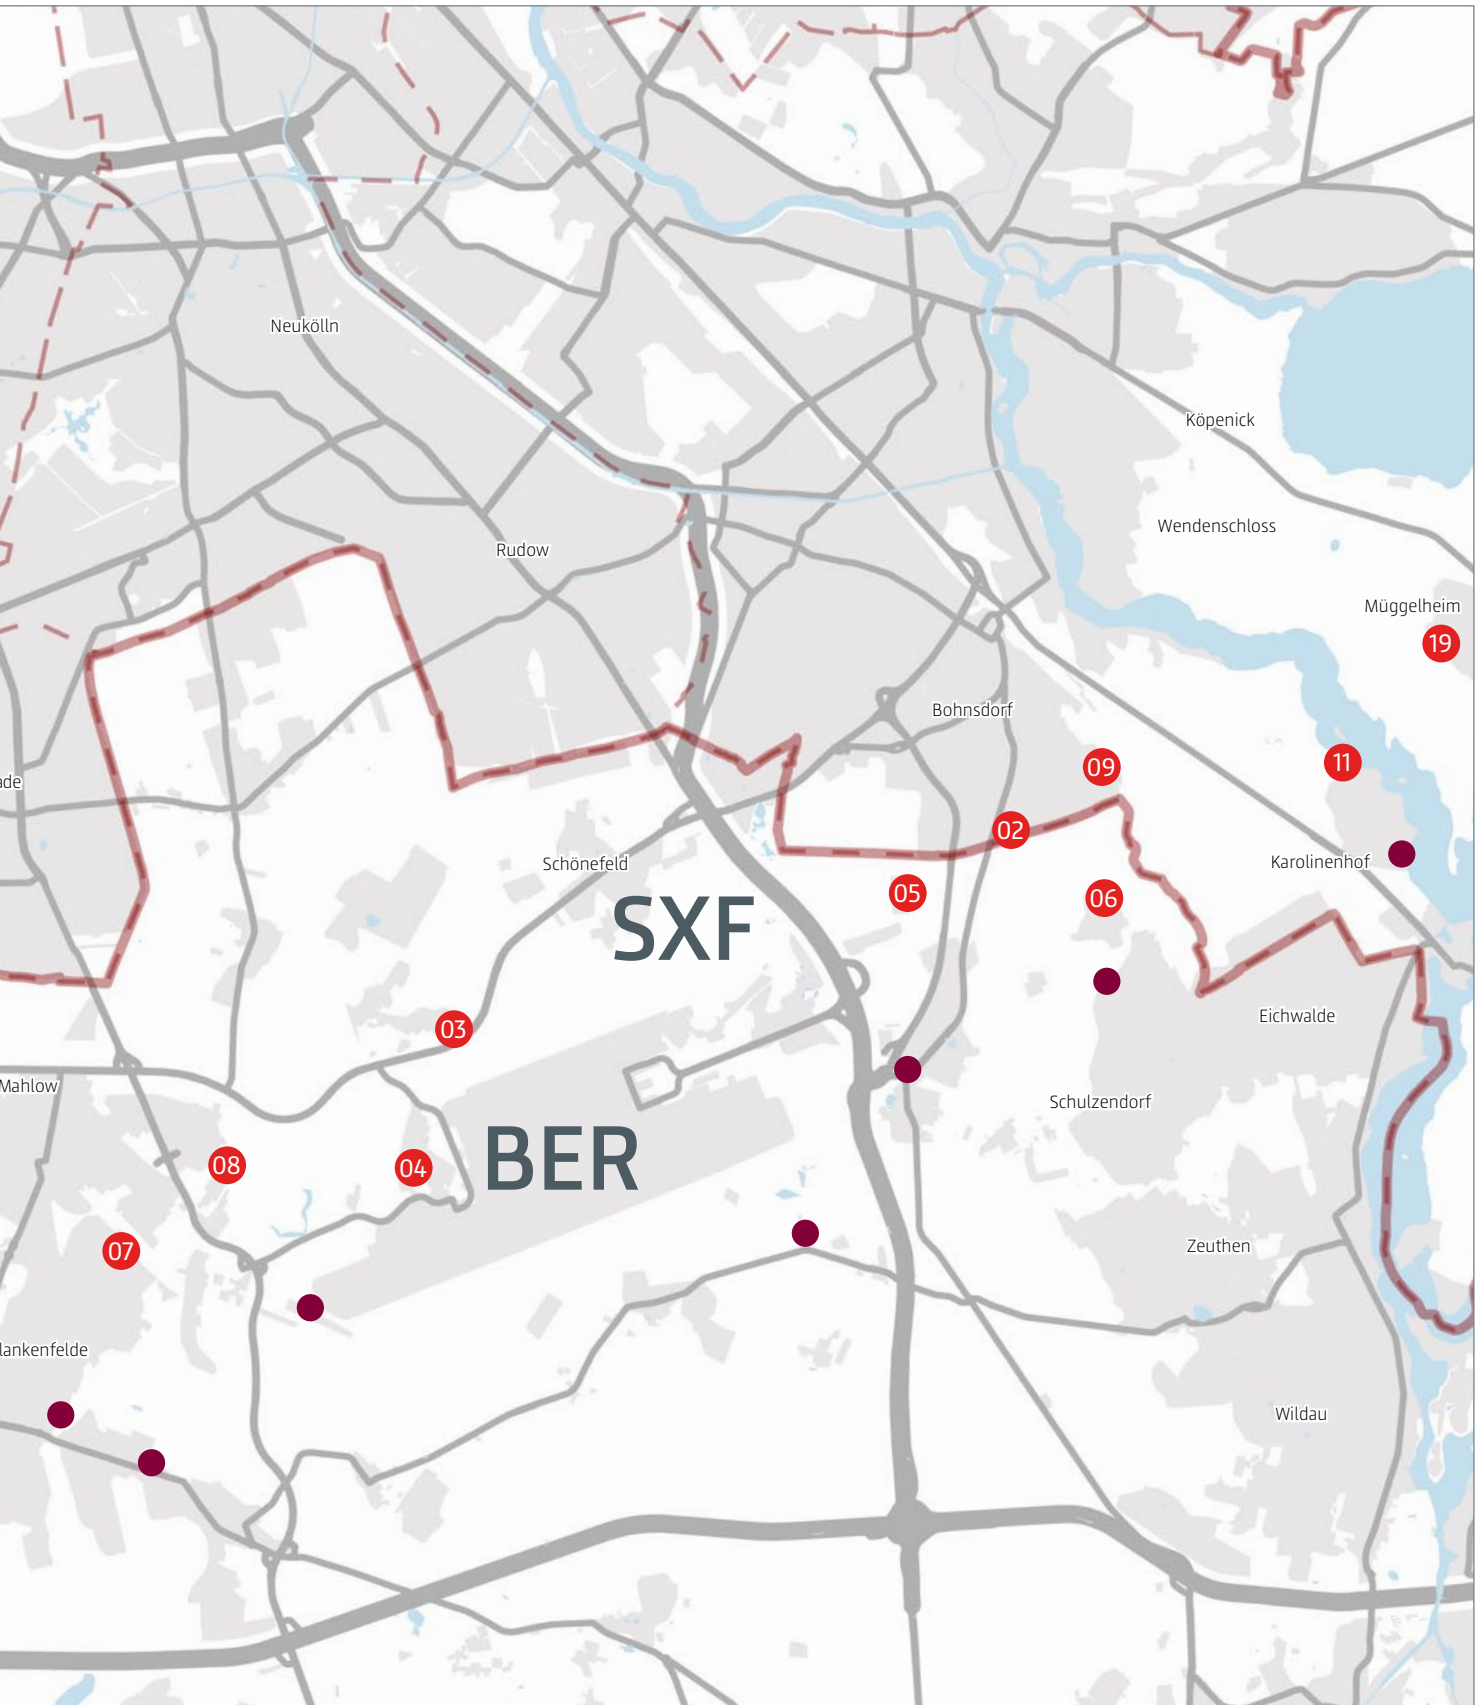 Neukölln
Köpenick
Wendenschloss
Rudow
Müggelheim
19
Bohnsdorf
09
11
ade
02
Schönefeld
Karolinenhof
05
06
SXF
Eichwalde
03
Mahlow
Schulzendorf
BER
08
04
07
Zeuthen
lankenfelde
Wildau